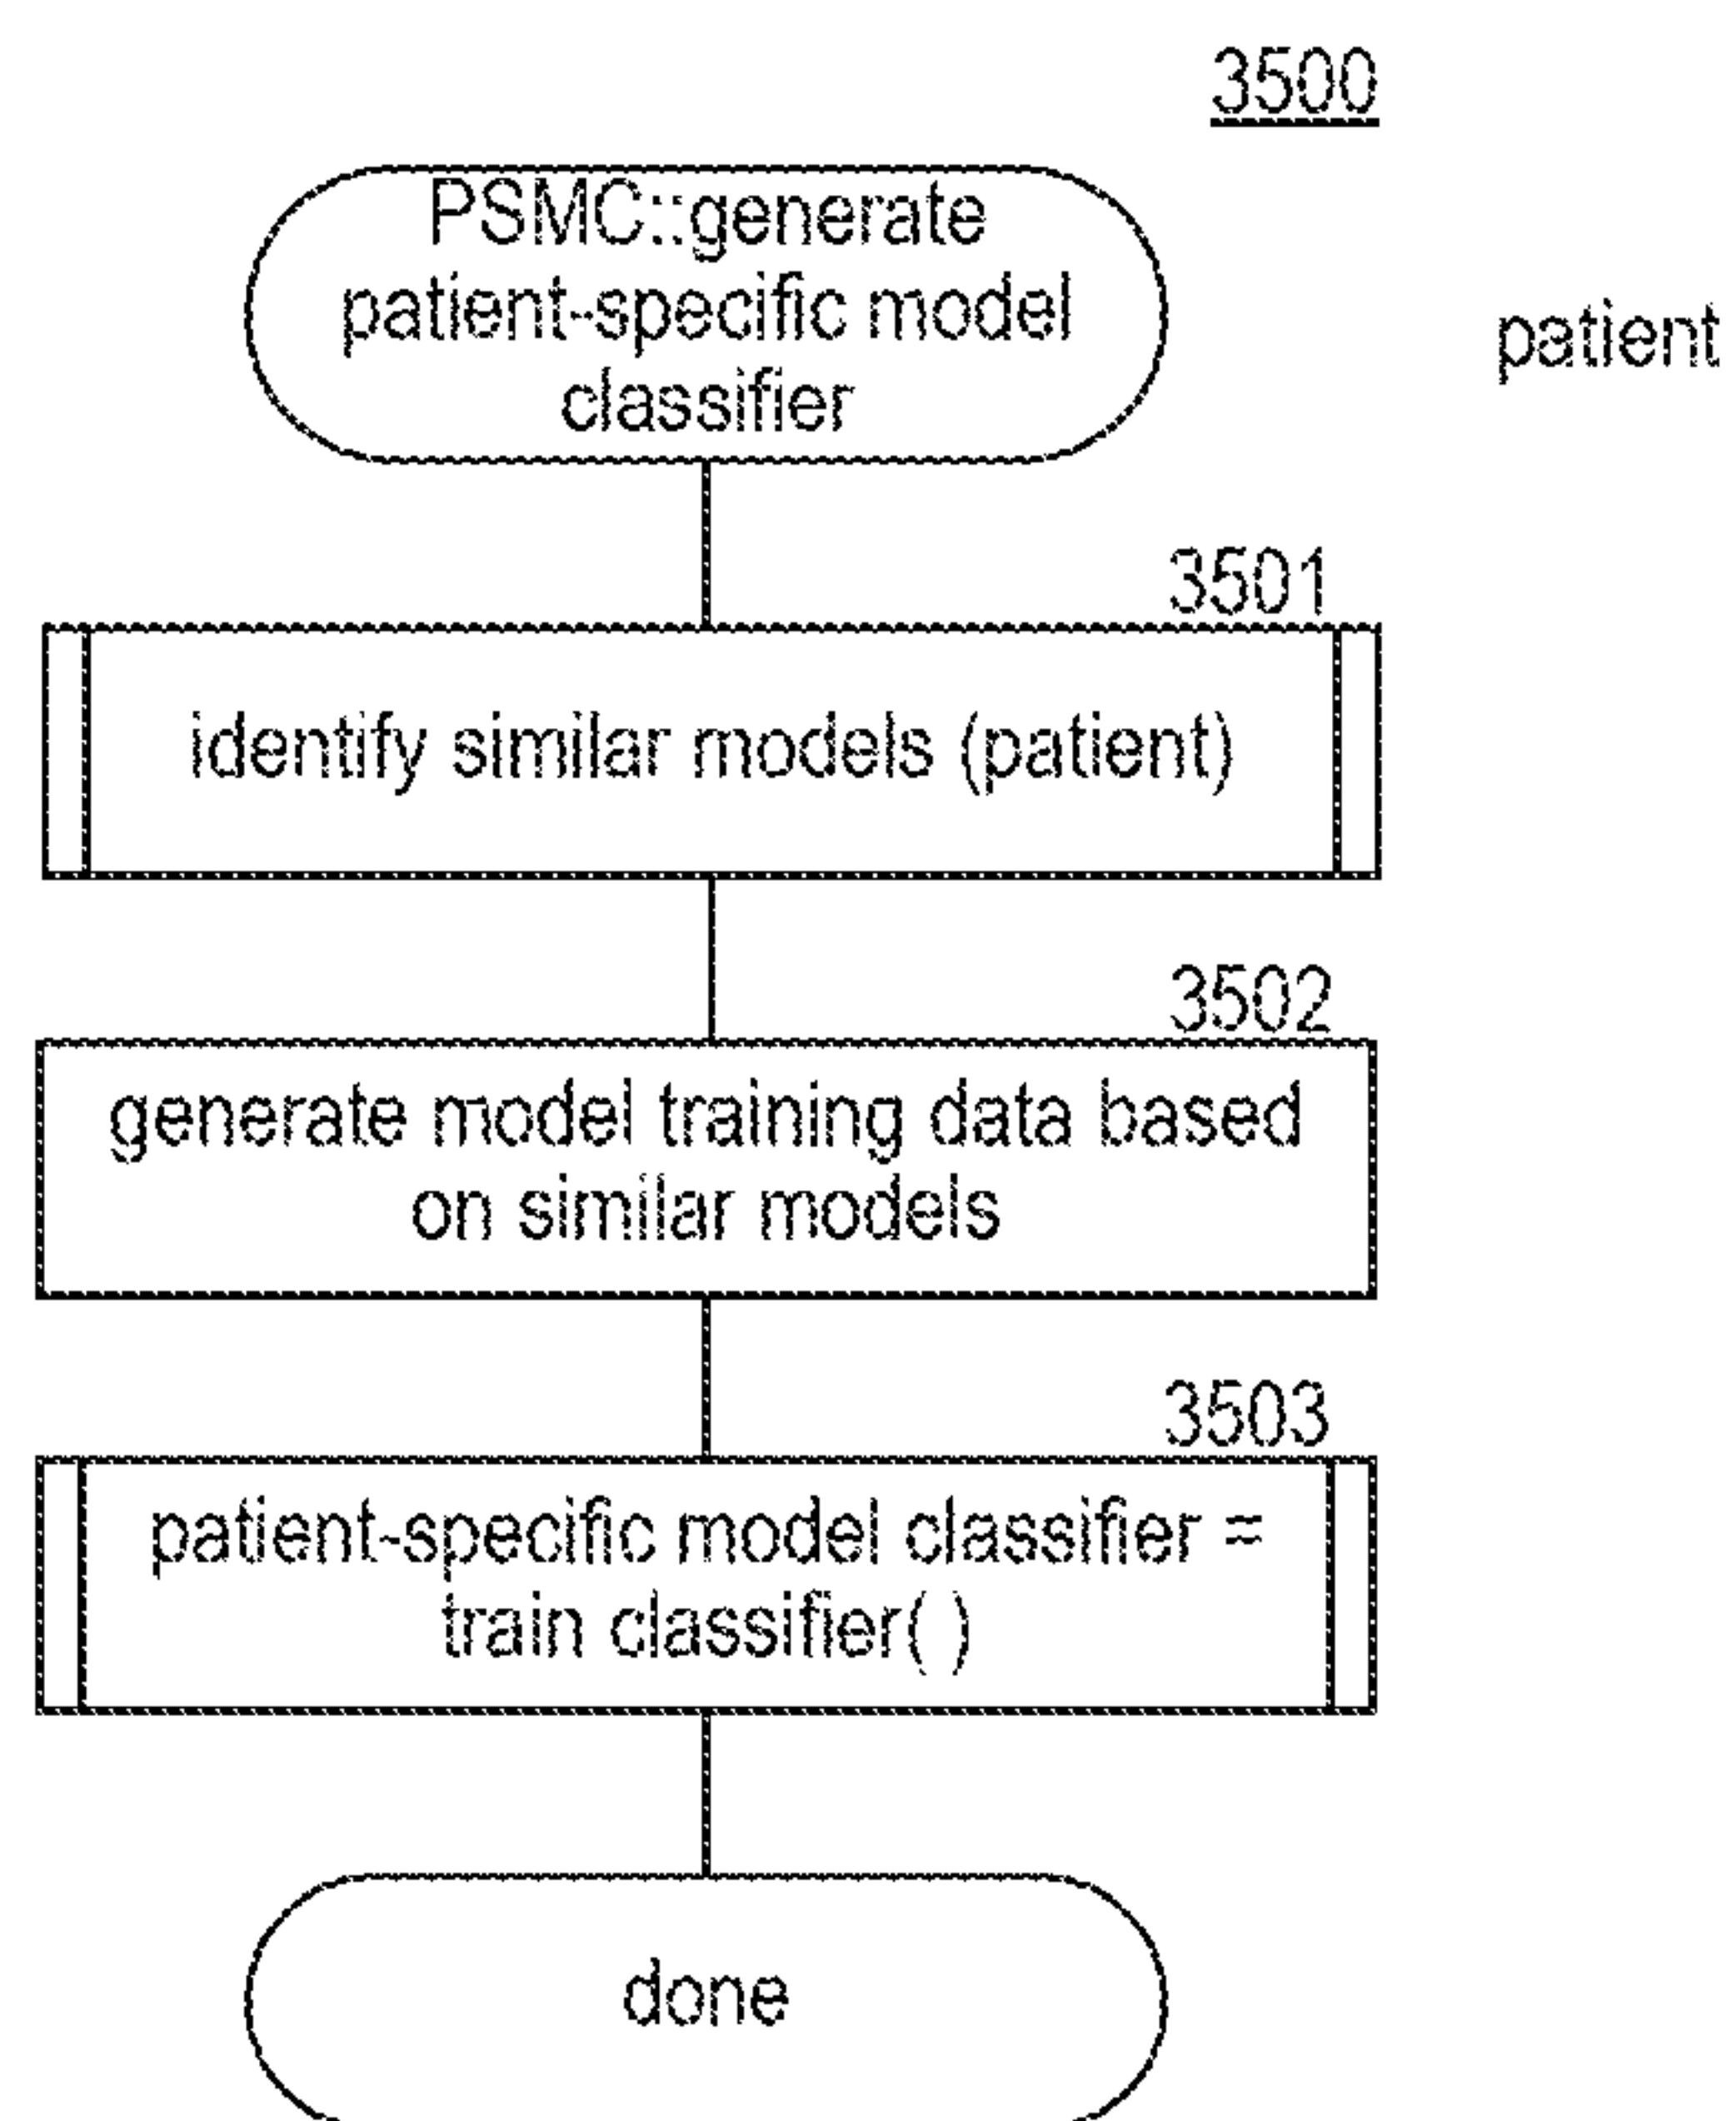 3500
PSMC::generate
patient-specific model
classifier
patient
3501
identify similar models (patient)
3502
generate model training data based
on similar models
3503
patient-specific model classifier =
train classifier( )
done